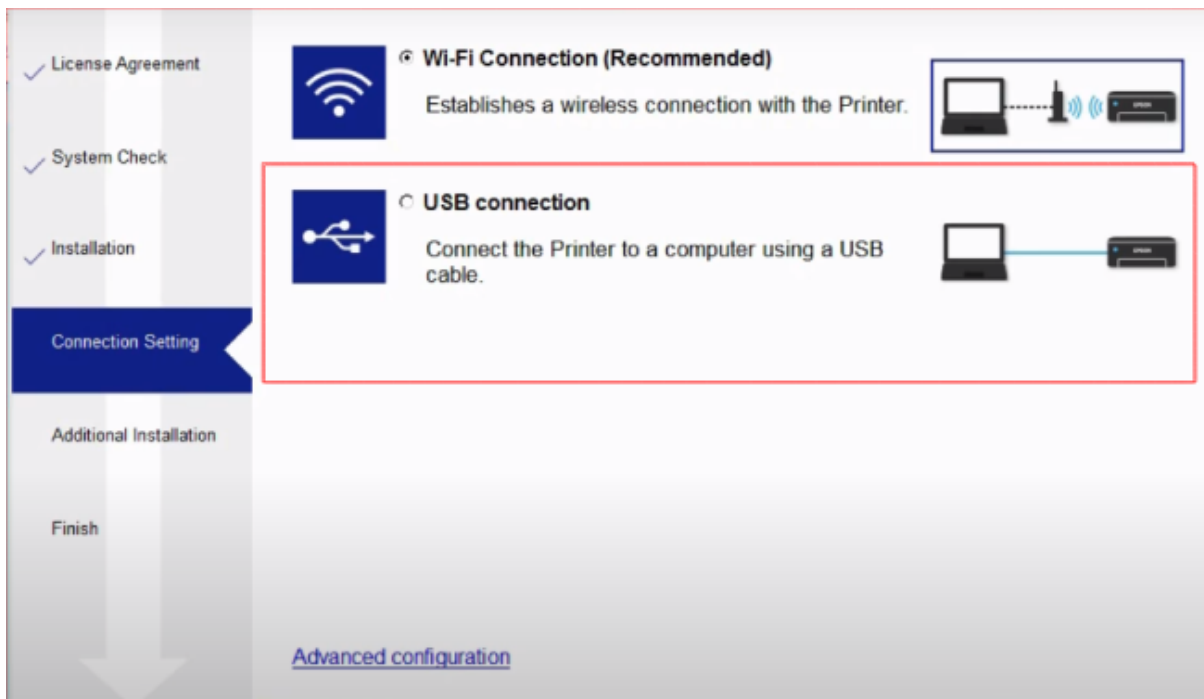 License Agreement
System Check
Installation
Connection Setting
Additional Installation
Finish
Wi-Fi Connection (Recommended)
Establishes a wireless connection with the Printer.
USB connection
Connect the Printer to a computer using a USB
cable.
Advanced configuration